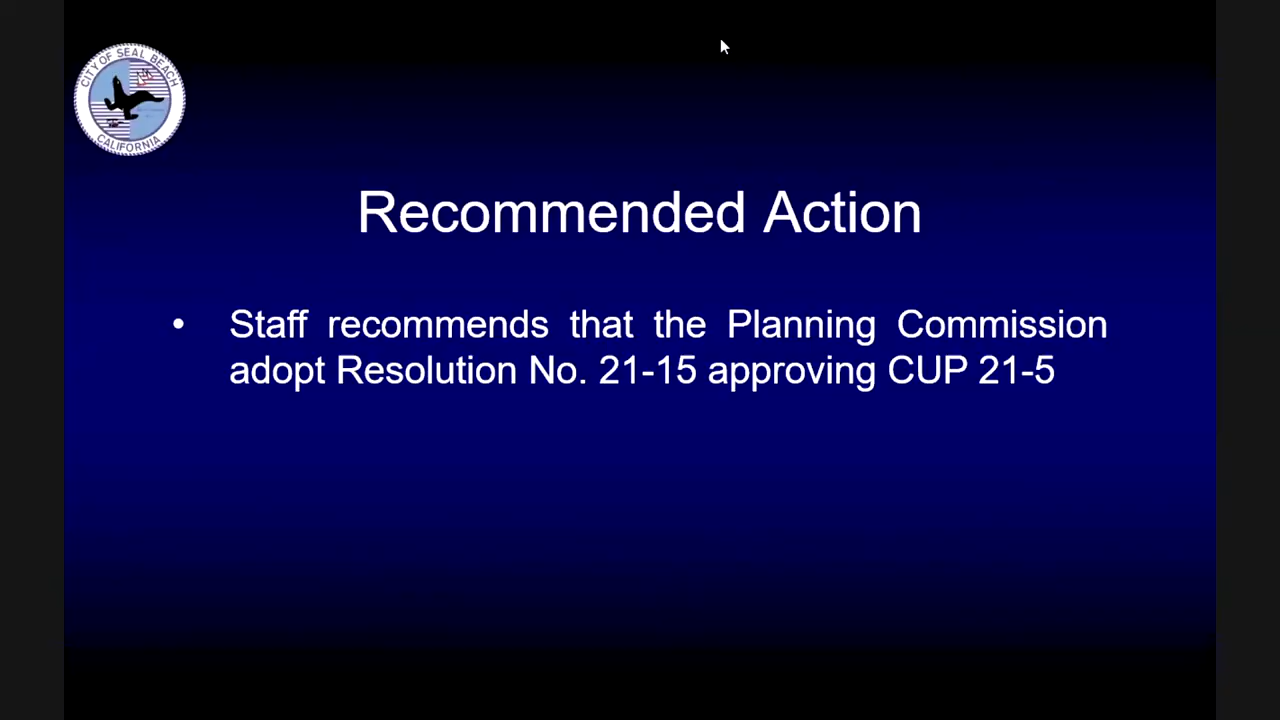 CITY OF SEAL BEACH
CALIFORNIA
Recommended Action
• Staff recommends that the Planning Commission
adopt Resolution No. 21-15 approving CUP 21-5